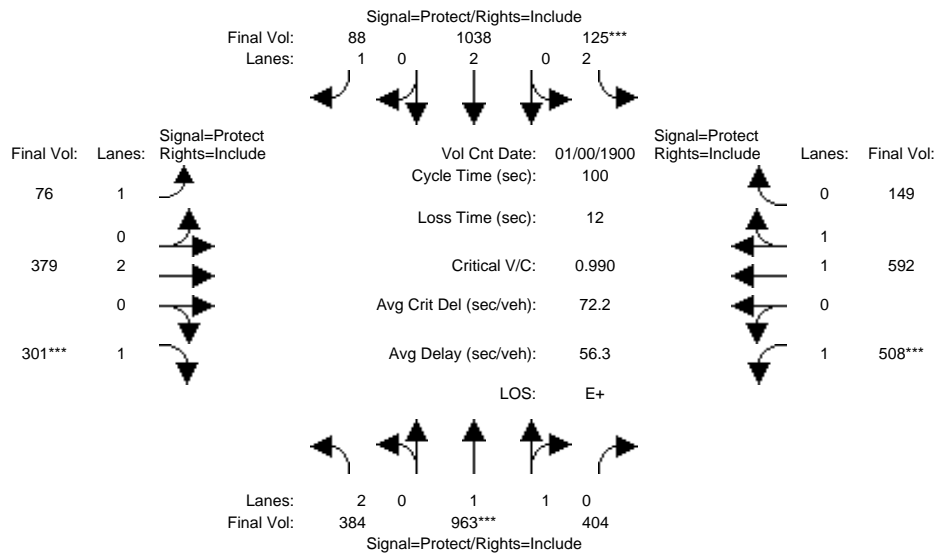 Signal=Protect/Rights=Include
Final Vol: 88 1038 125***
Lanes: 1 0 2 0 2
Signal=Protect Signal=Protect
Final Vol: Lanes: Rights=Include Vol Cnt Date: 01/00/1900 Rights=Include Lanes: Final Vol:
Cycle Time (sec): 100
76 1 0 149
Loss Time (sec): 12
0 1
379 2 Critical V/C: 0.990 1 592
0 Avg Crit Del (sec/veh): 72.2 0
301*** 1 Avg Delay (sec/veh): 56.3 1 508***
LOS: E+
Lanes: 2 0 1 1 0
Final Vol: 384 963*** 404
Signal=Protect/Rights=Include